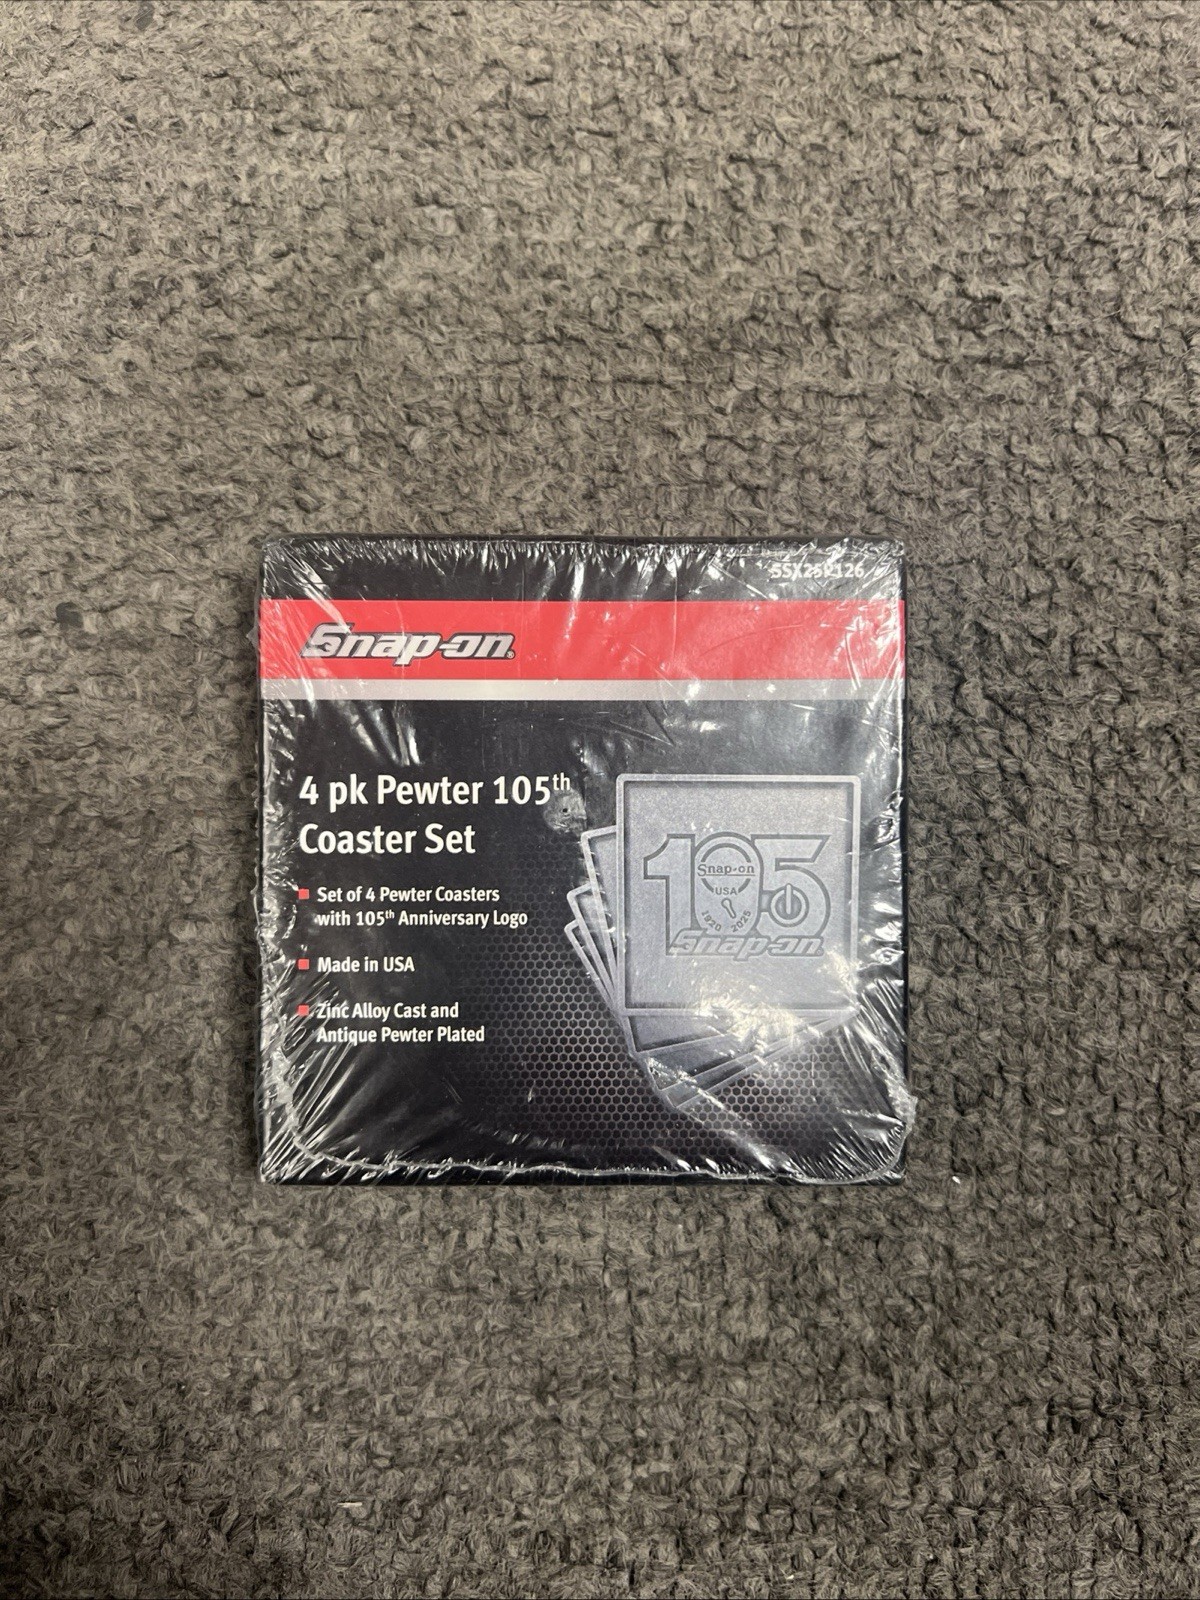 SSX25P126
Snap-on®
4 pk Pewter 105th
Coaster Set
Set of 4 Pewter Coasters
with 105th Anniversary Logo
Made in USA
Zinc Alloy Cast and
Antique Pewter Plated
105
Snap-on
USA
1920 2025
Snap-on